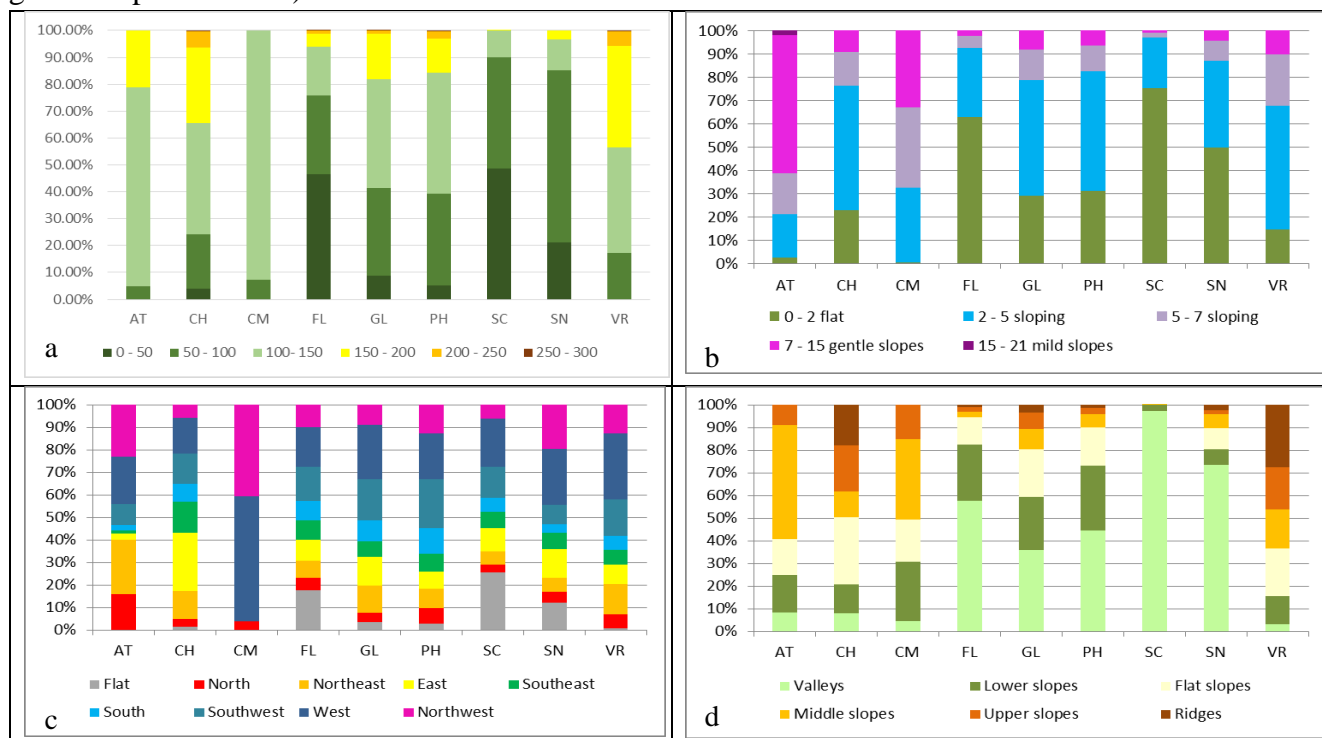 100.00%
90.00%
80.00%
70.00%
60.00%
50.00%
40.00%
30.00%
20.00%
10.00%
0.00%
AT CH CM FL GL PH SC SN VR
0 - 50 50 - 100 100- 150 150 - 200 200 - 250 250 - 300
a
100%
90%
80%
70%
60%
50%
40%
30%
20%
10%
0%
AT CH CM FL GL PH SC SN VR
0 - 2 flat 2 - 5 sloping 5 - 7 sloping
7 - 15 gentle slopes 15 - 21 mild slopes
b
100%
90%
80%
70%
60%
50%
40%
30%
20%
10%
0%
AT CH CM FL GL PH SC SN VR
Flat North Northeast East Southeast
South Southwest West Northwest
c
100%
90%
80%
70%
60%
50%
40%
30%
20%
10%
0%
AT CH CM FL GL PH SC SN VR
Valleys Lower slopes Flat slopes
Middle slopes Upper slopes Ridges
d